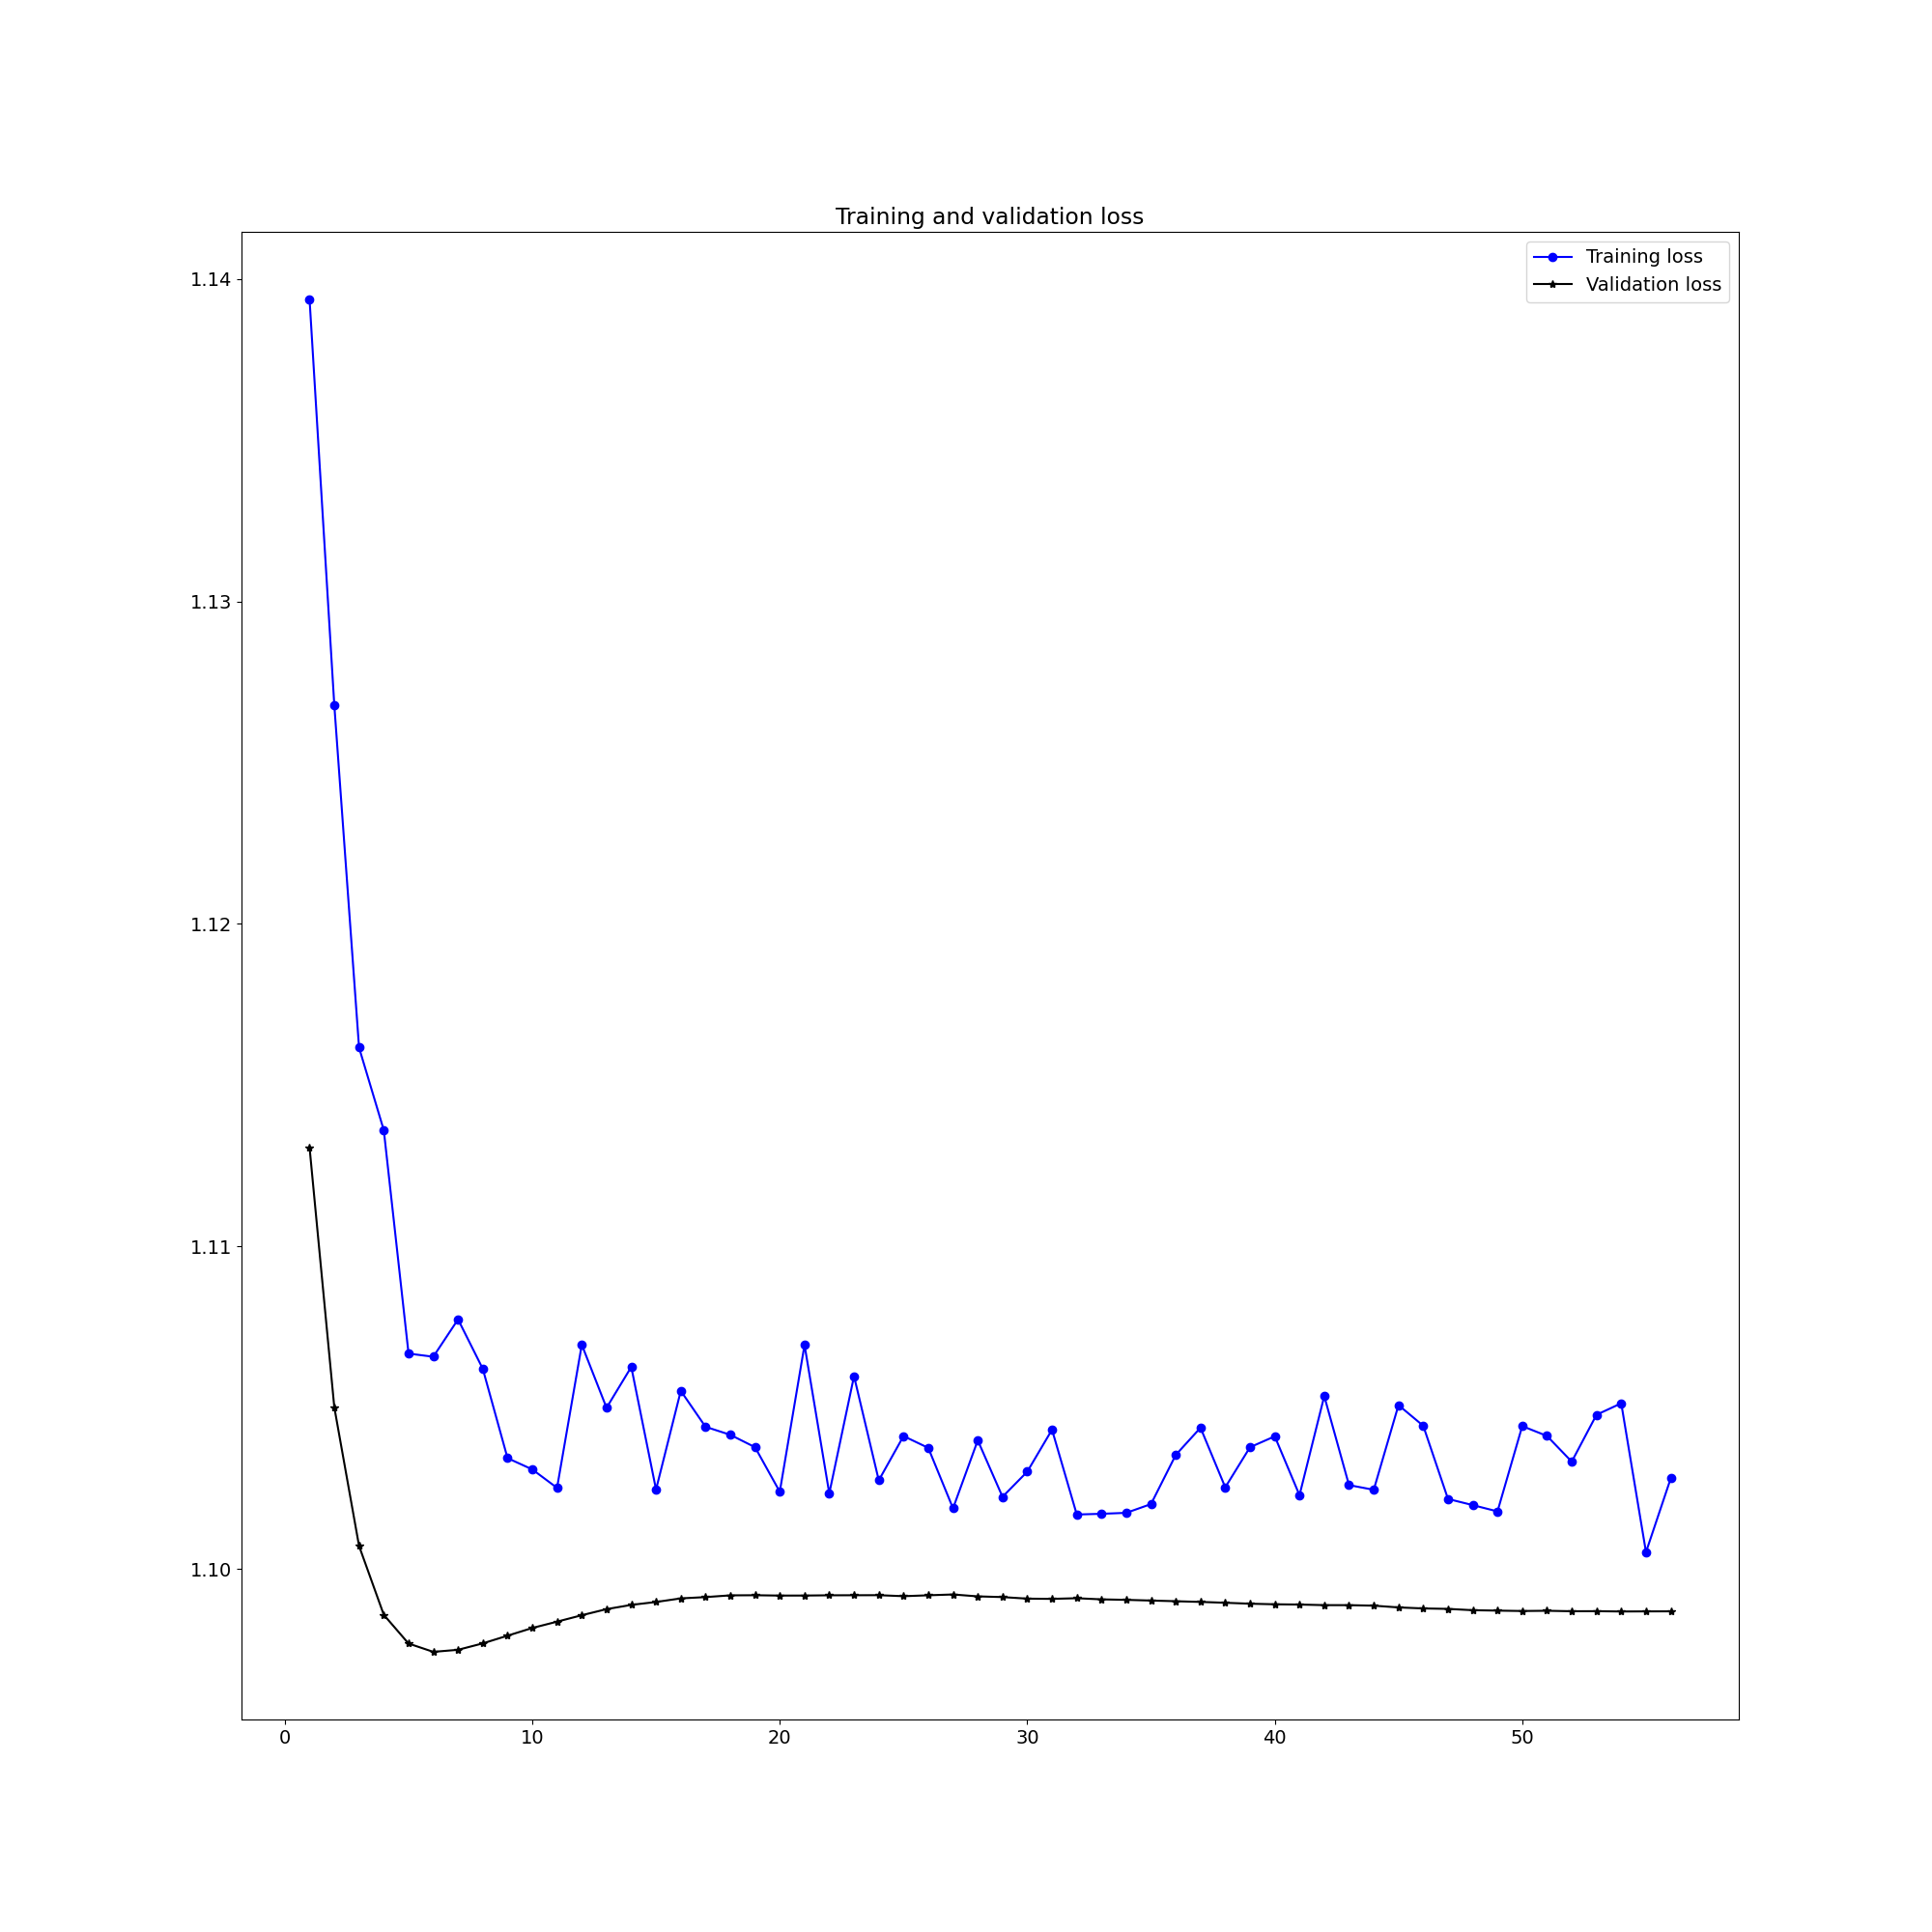 Training and validation loss
Training loss
Validation loss
1.14
1.13
1.12
1.11
1.10
0 10 20 30 40 50